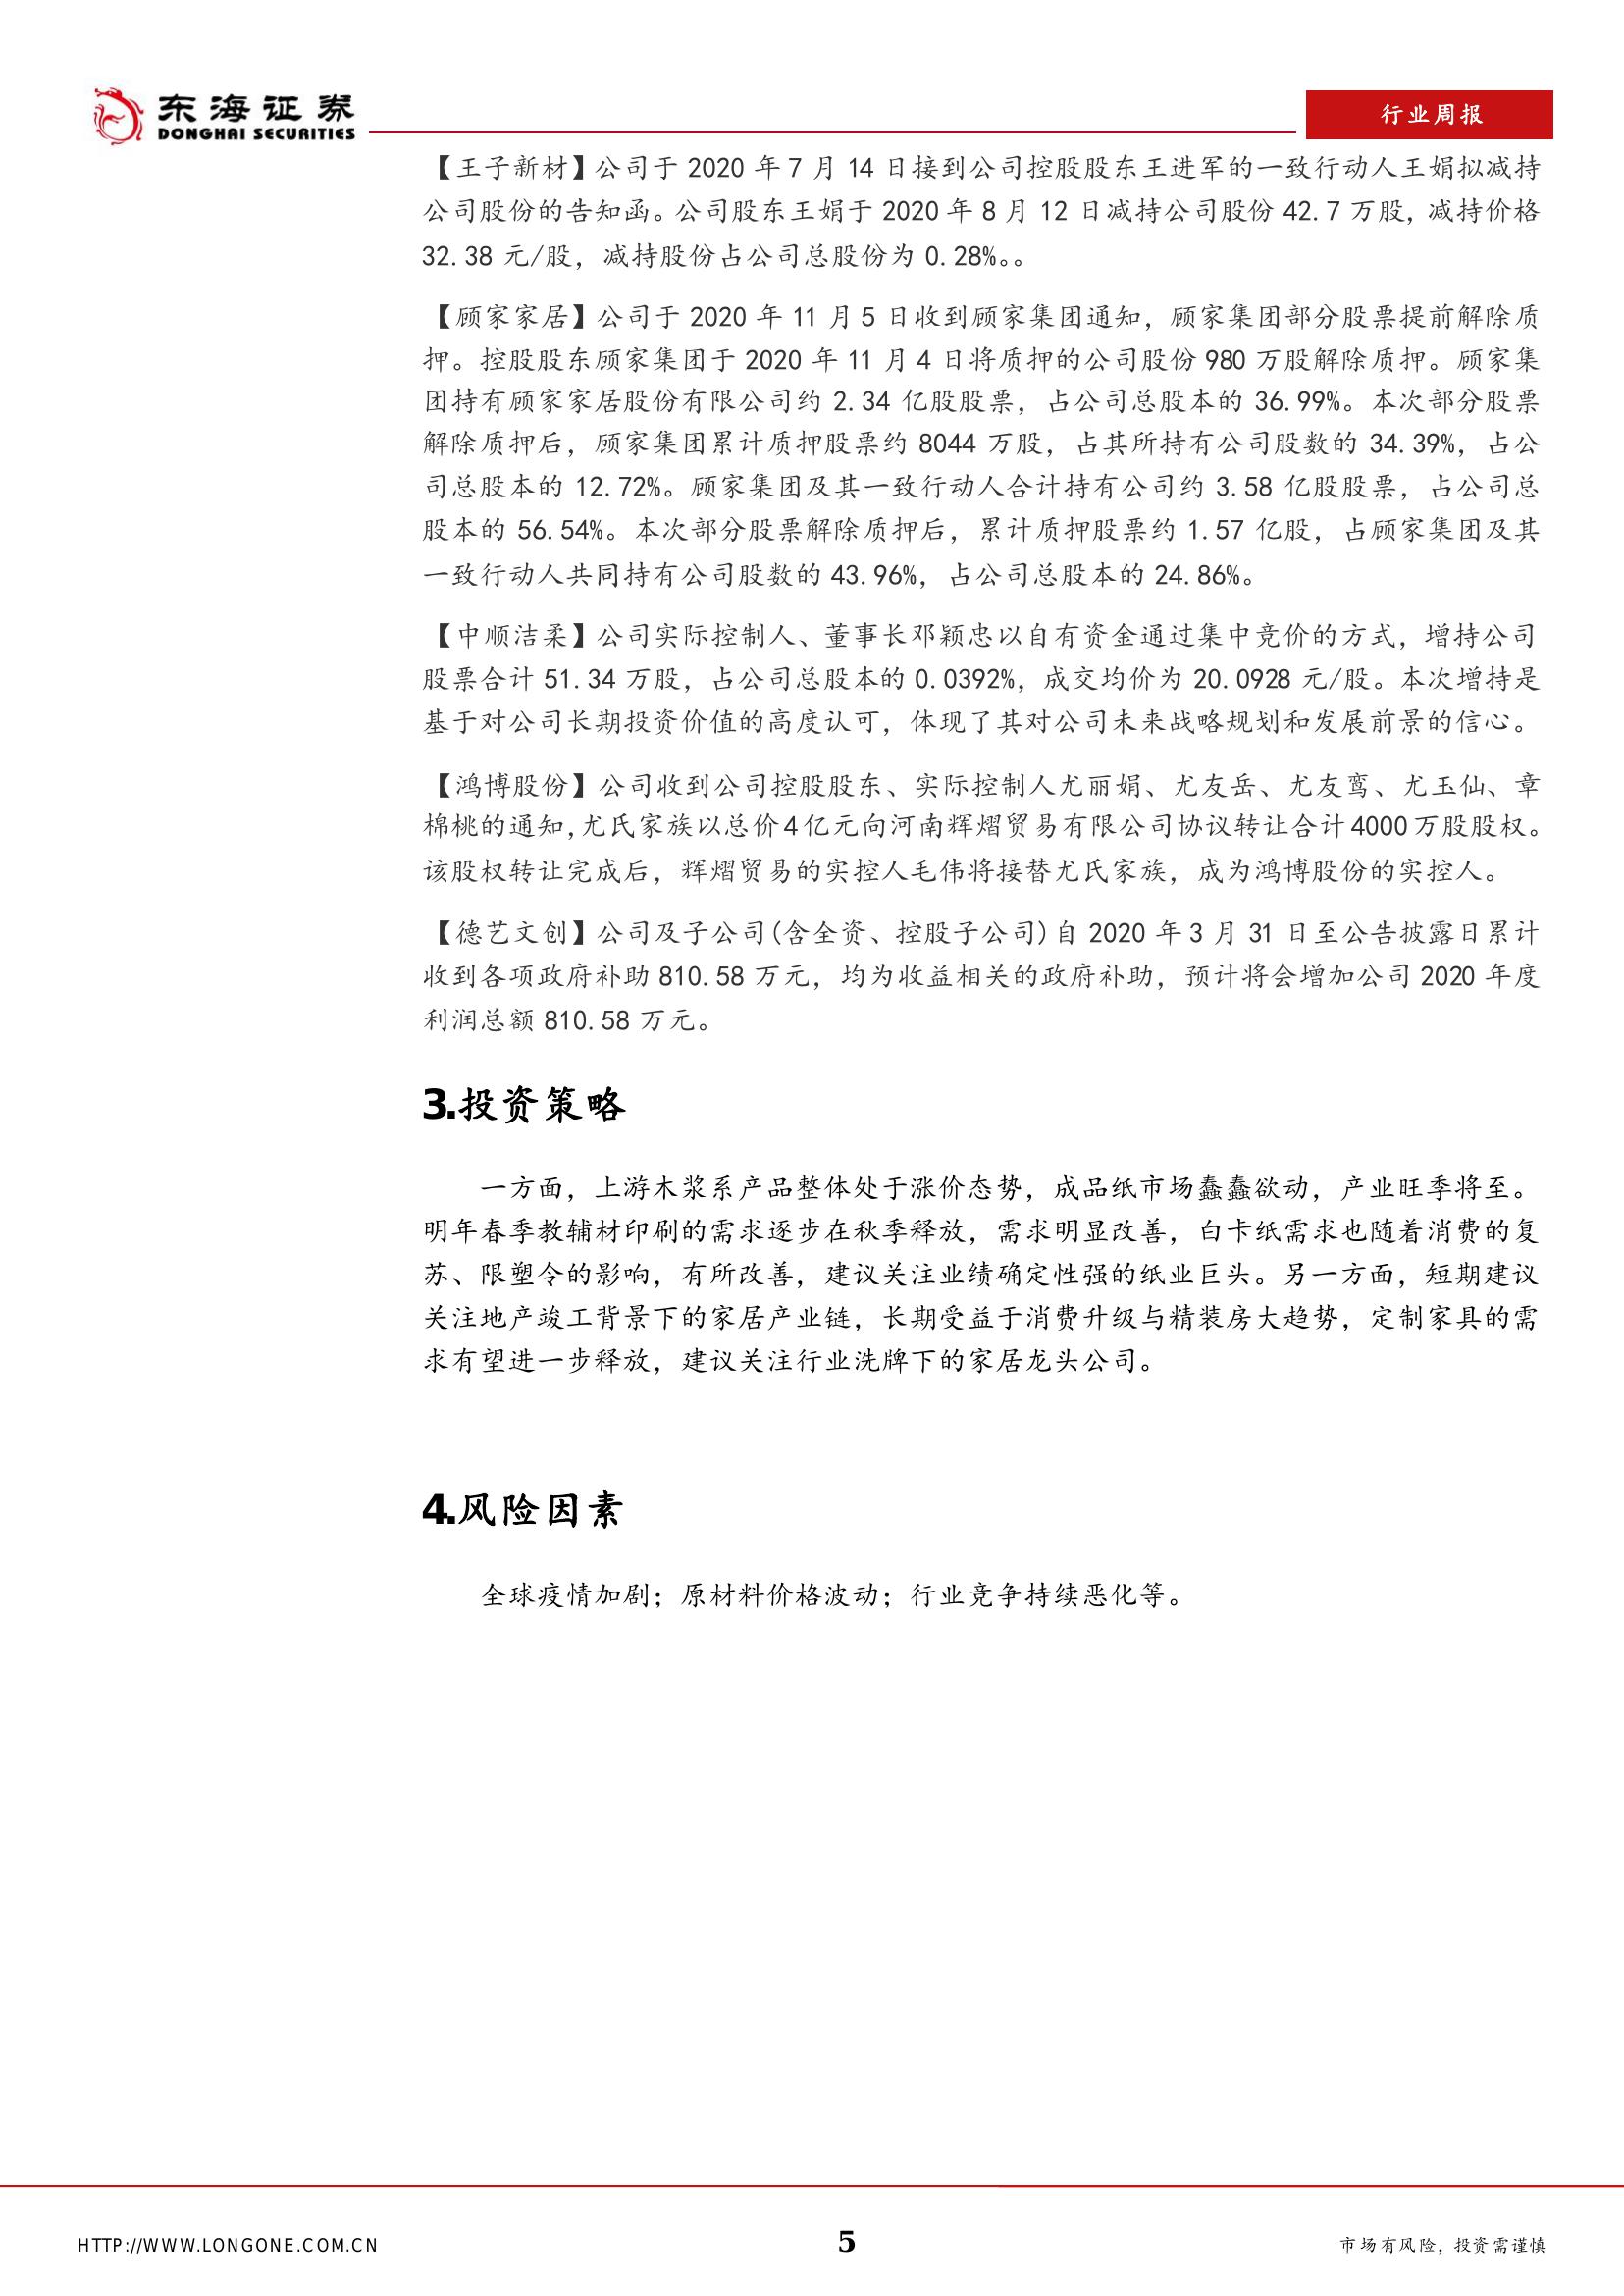 东海证券
DONGHAI SECURITIES
行业周报
【王子新材】公司于 2020 年 7 月 14 日接到公司控股股东王进军的一致行动人王娟拟减持
公司股份的告知函。公司股东王娟于 2020 年 8 月 12 日减持公司股份 42.7 万股，减持价格
32.38 元/股，减持股份占公司总股份为 0.28%。。
【顾家家居】公司于 2020 年 11 月 5 日收到顾家集团通知，顾家集团部分股票提前解除质
押。控股股东顾家集团于 2020 年 11 月 4 日将质押的公司股份 980 万股解除质押。顾家集
团持有顾家家居股份有限公司约 2.34 亿股股票，占公司总股本的 36.99%。本次部分股票
解除质押后，顾家集团累计质押股票约 8044 万股，占其所持有公司股数的 34.39%，占公
司总股本的 12.72%。顾家集团及其一致行动人合计持有公司约 3.58 亿股股票，占公司总
股本的 56.54%。本次部分股票解除质押后，累计质押股票约 1.57 亿股，占顾家集团及其
一致行动人共同持有公司股数的 43.96%，占公司总股本的 24.86%。
【中顺洁柔】公司实际控制人、董事长邓颖忠以自有资金通过集中竞价的方式，增持公司
股票合计 51.34 万股，占公司总股本的 0.0392%，成交均价为 20.0928 元/股。本次增持是
基于对公司长期投资价值的高度认可，体现了其对公司未来战略规划和发展前景的信心。
【鸿博股份】公司收到公司控股股东、实际控制人尤丽娟、尤友岳、尤友鸾、尤玉仙、章
棉桃的通知,尤氏家族以总价 4 亿元向河南辉熠贸易有限公司协议转让合计 4000 万股股权。
该股权转让完成后，辉熠贸易的实控人毛伟将接替尤氏家族，成为鸿博股份的实控人。
【德艺文创】公司及子公司(含全资、控股子公司)自 2020 年 3 月 31 日至公告披露日累计
收到各项政府补助 810.58 万元，均为收益相关的政府补助，预计将会增加公司 2020 年度
利润总额 810.58 万元。
3.投资策略
一方面，上游木浆系产品整体处于涨价态势，成品纸市场蠢蠢欲动，产业旺季将至。
明年春季教辅材印刷的需求逐步在秋季释放，需求明显改善，白卡纸需求也随着消费的复
苏、限塑令的影响，有所改善，建议关注业绩确定性强的纸业巨头。另一方面，短期建议
关注地产竣工背景下的家居产业链，长期受益于消费升级与精装房大趋势，定制家具的需
求有望进一步释放，建议关注行业洗牌下的家居龙头公司。
4.风险因素
全球疫情加剧；原材料价格波动；行业竞争持续恶化等。
HTTP://WWW.LONGONE.COM.CN
5
市场有风险，投资需谨慎